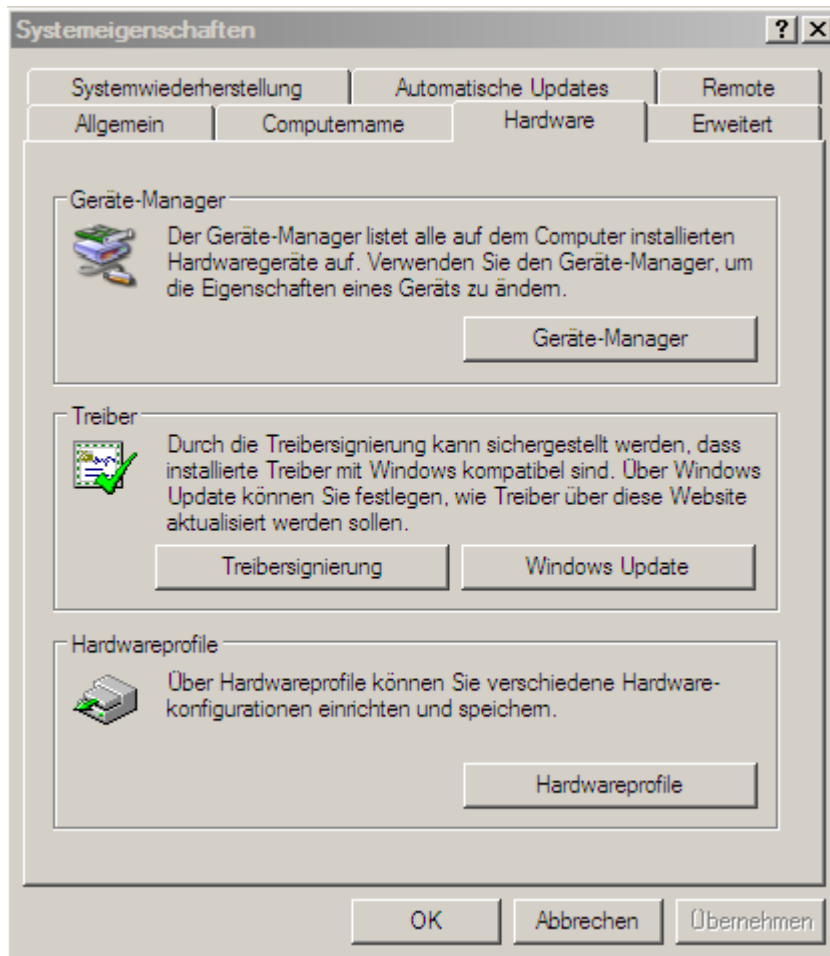 Systemeigenschaften
Systemwiederherstellung Automatische Updates Remote
Allgemein Computername Hardware Erweitert
Geräte-Manager
Der Geräte-Manager listet alle auf dem Computer installierten
Hardwaregeräte auf. Verwenden Sie den Geräte-Manager, um
die Eigenschaften eines Geräts zu ändern.
Geräte-Manager
Treiber
Durch die Treibersignierung kann sichergestellt werden, dass
installierte Treiber mit Windows kompatibel sind. Über Windows
Update können Sie festlegen, wie Treiber über diese Website
aktualisiert werden sollen.
Treibersignierung Windows Update
Hardwareprofile
Über Hardwareprofile können Sie verschiedene Hardware-
konfigurationen einrichten und speichern.
Hardwareprofile
OK Abbrechen Übernehmen